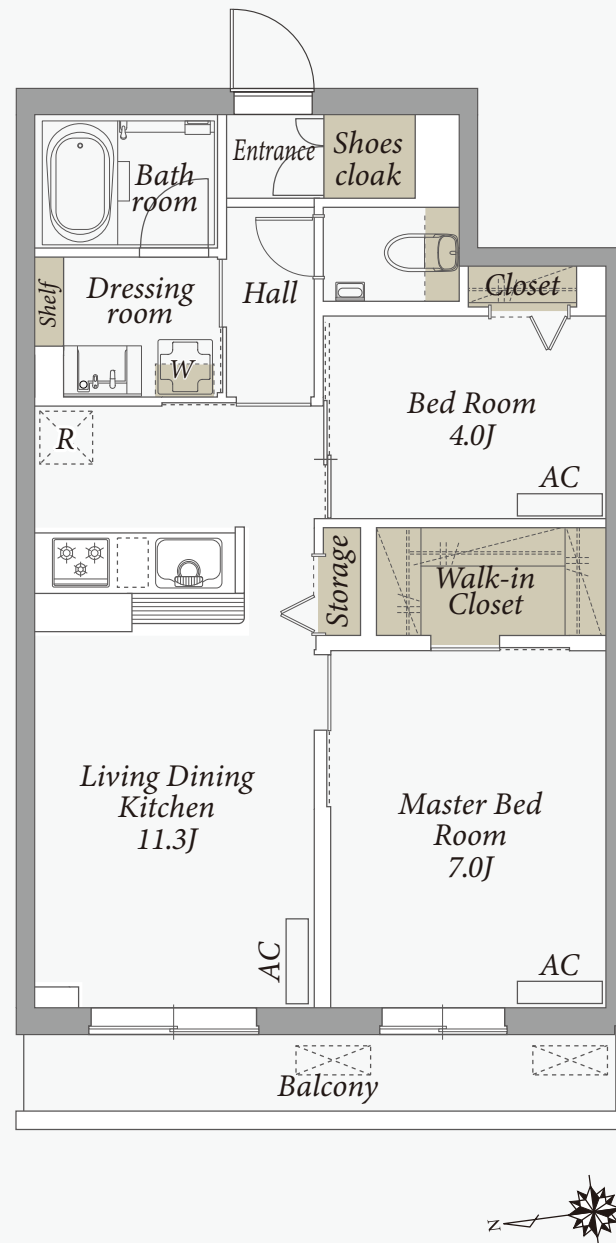 Entrance
Shoes
cloak
Bath
room
Shelf
Dressing
room
Hall
Closet
W
Bed Room
4.0J
R
AC
Storage
Walk-in
Closet
Living Dining
Kitchen
11.3J
Master Bed
Room
7.0J
AC
AC
Balcony
N